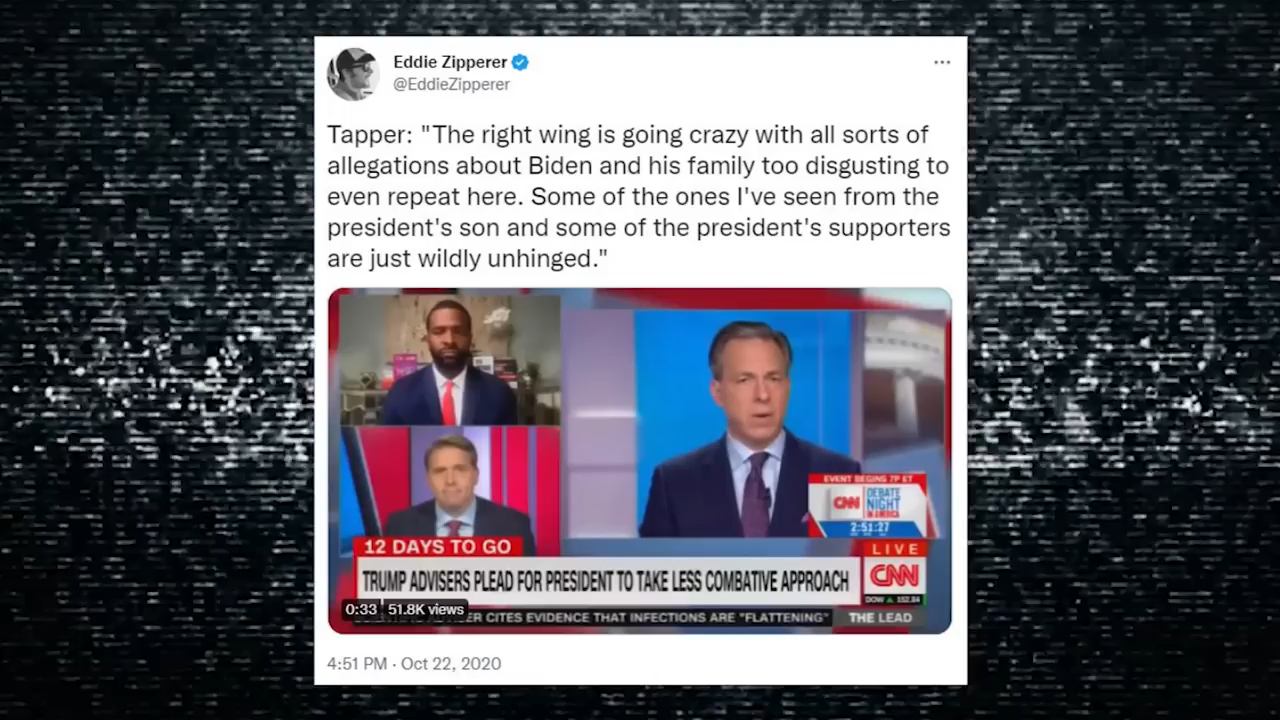 Eddie Zipperer
@EddieZipperer
Tapper: "The right wing is going crazy with all sorts of
allegations about Biden and his family too disgusting to
even repeat here. Some of the ones I've seen from the
president's son and some of the president's supporters
are just wildly unhinged."
EVENT BEGINS 7P ET
CNN DEBATE
NIGHT
IN AMERICA
2:51:27
12 DAYS TO GO
LIVE
TRUMP ADVISERS PLEAD FOR PRESIDENT TO TAKE LESS COMBATIVE APPROACH
CNN
DOW ▲ 152.84
0:33 51.8K views
CITES EVIDENCE THAT INFECTIONS ARE "FLATTENING"
THE LEAD
4:51 PM · Oct 22, 2020